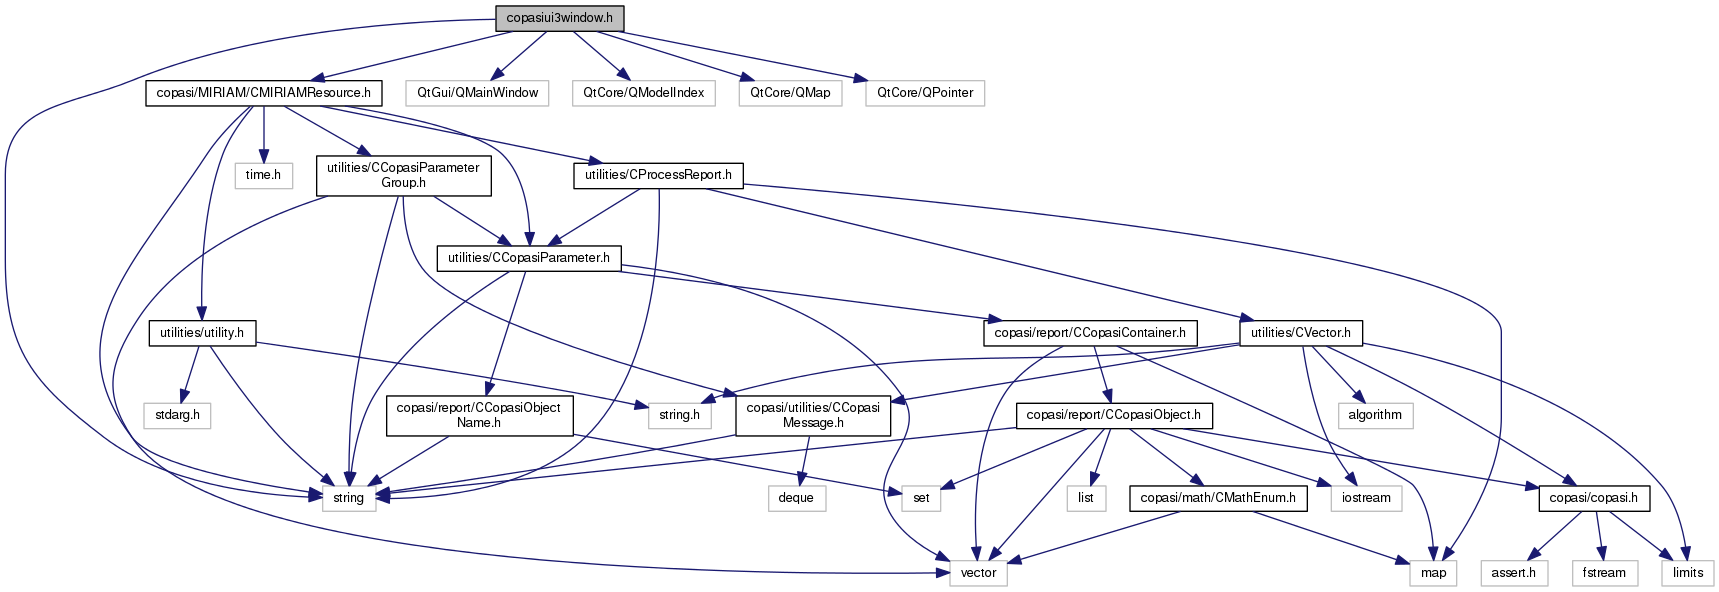 copasiui3window.h
copasi/MIRIAM/CMIRIAMResource.h
QtGui/QMainWindow
QtCore/QModelIndex
QtCore/QMap
QtCore/QPointer
time.h
utilities/CCopasiParameter
Group.h
utilities/CProcessReport.h
utilities/CCopasiParameter.h
utilities/utility.h
copasi/report/CCopasiContainer.h
utilities/CVector.h
stdarg.h
copasi/report/CCopasiObject
Name.h
string.h
copasi/utilities/CCopasi
Message.h
copasi/report/CCopasiObject.h
algorithm
string
deque
set
list
copasi/math/CMathEnum.h
iostream
copasi/copasi.h
vector
map
assert.h
fstream
limits